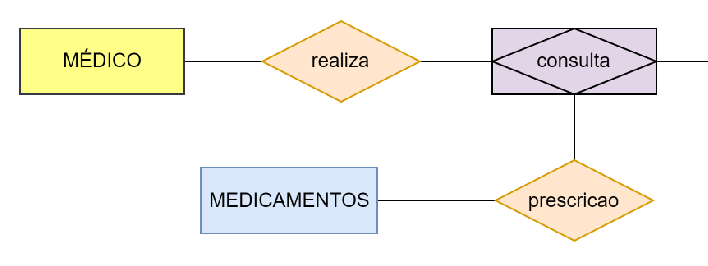 MÉDICO
realiza
consulta
MEDICAMENTOS
prescricao